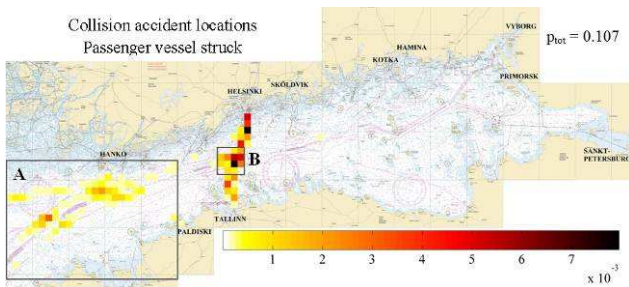 Collision accident locations
Passenger vessel struck
p_tot = 0.107
VYBORG
HAMINA
KOTKA
PRIMORSK
SKÖLDVIK
HELSINKI
SANKT-
PETERSBURG
HANKO
A
B
TALLINN
PALDISKI
1 2 3 4 5 6 7
x 10⁻³